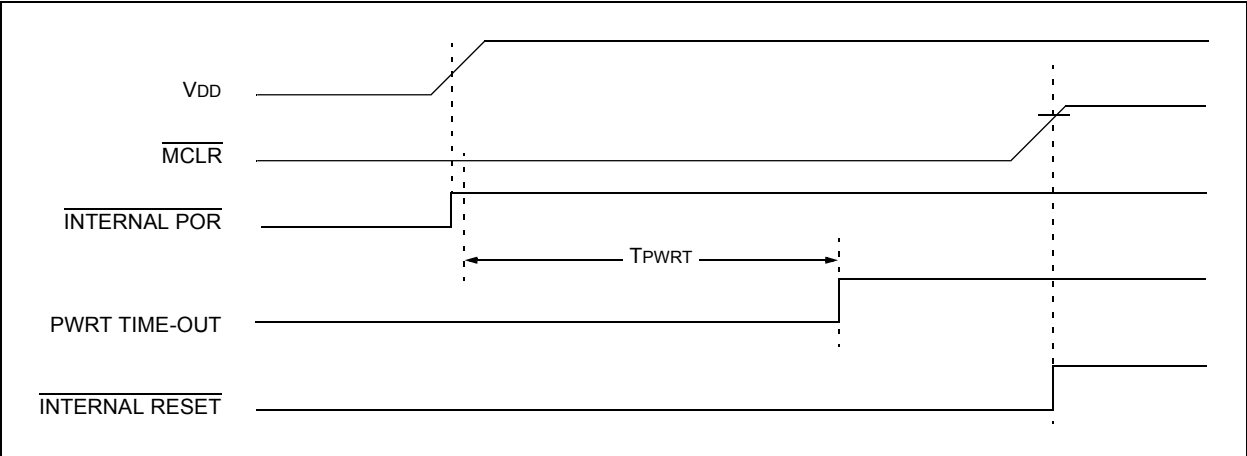 VDD
MCLR
INTERNAL POR
TPWRT
PWRT TIME-OUT
INTERNAL RESET